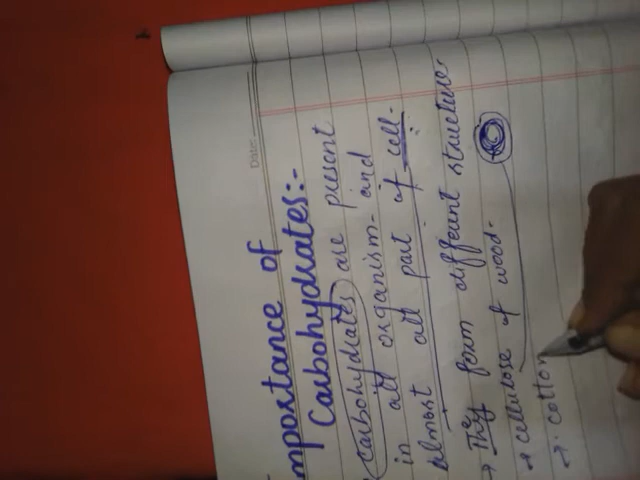 Date:
mportance of
Carbohydrates:-
carbohydrates are present
in all organism- and
almost all part of cell.
→ They form different structure.
→ cellulose of wood.
→ cotton